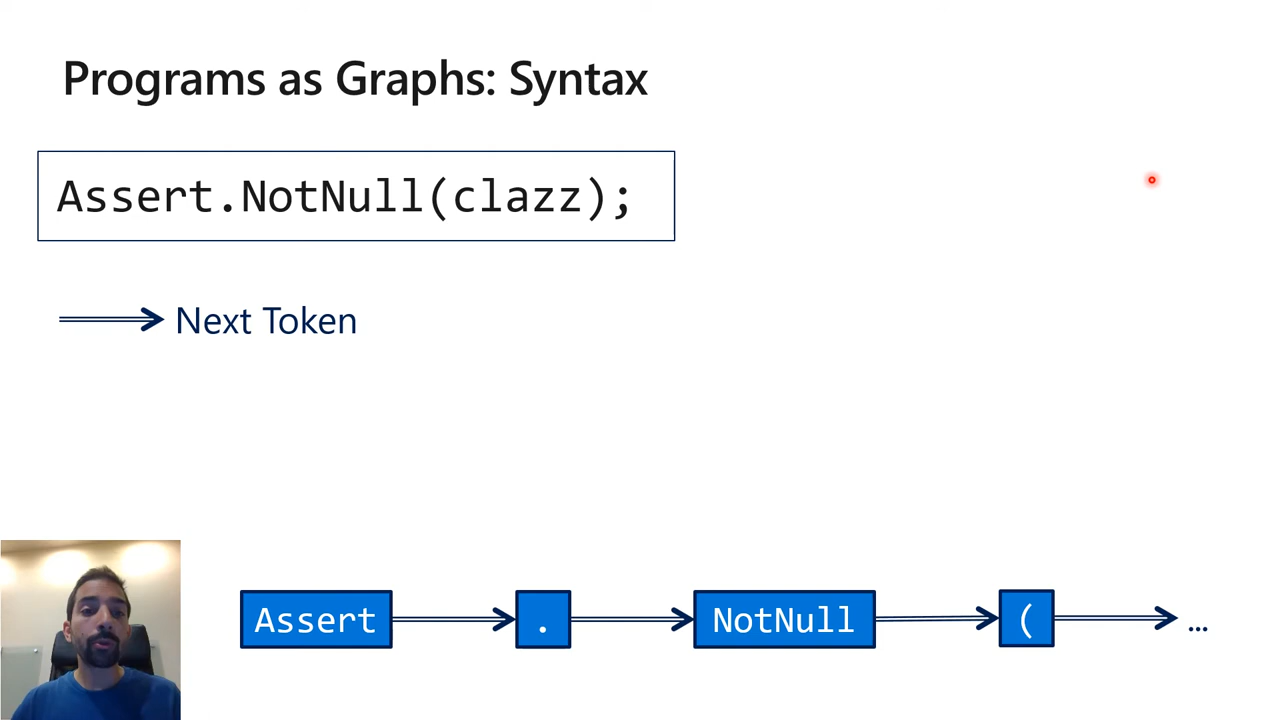 Programs as Graphs: Syntax
Assert.NotNull(clazz);
Next Token
Assert . NotNull ( …